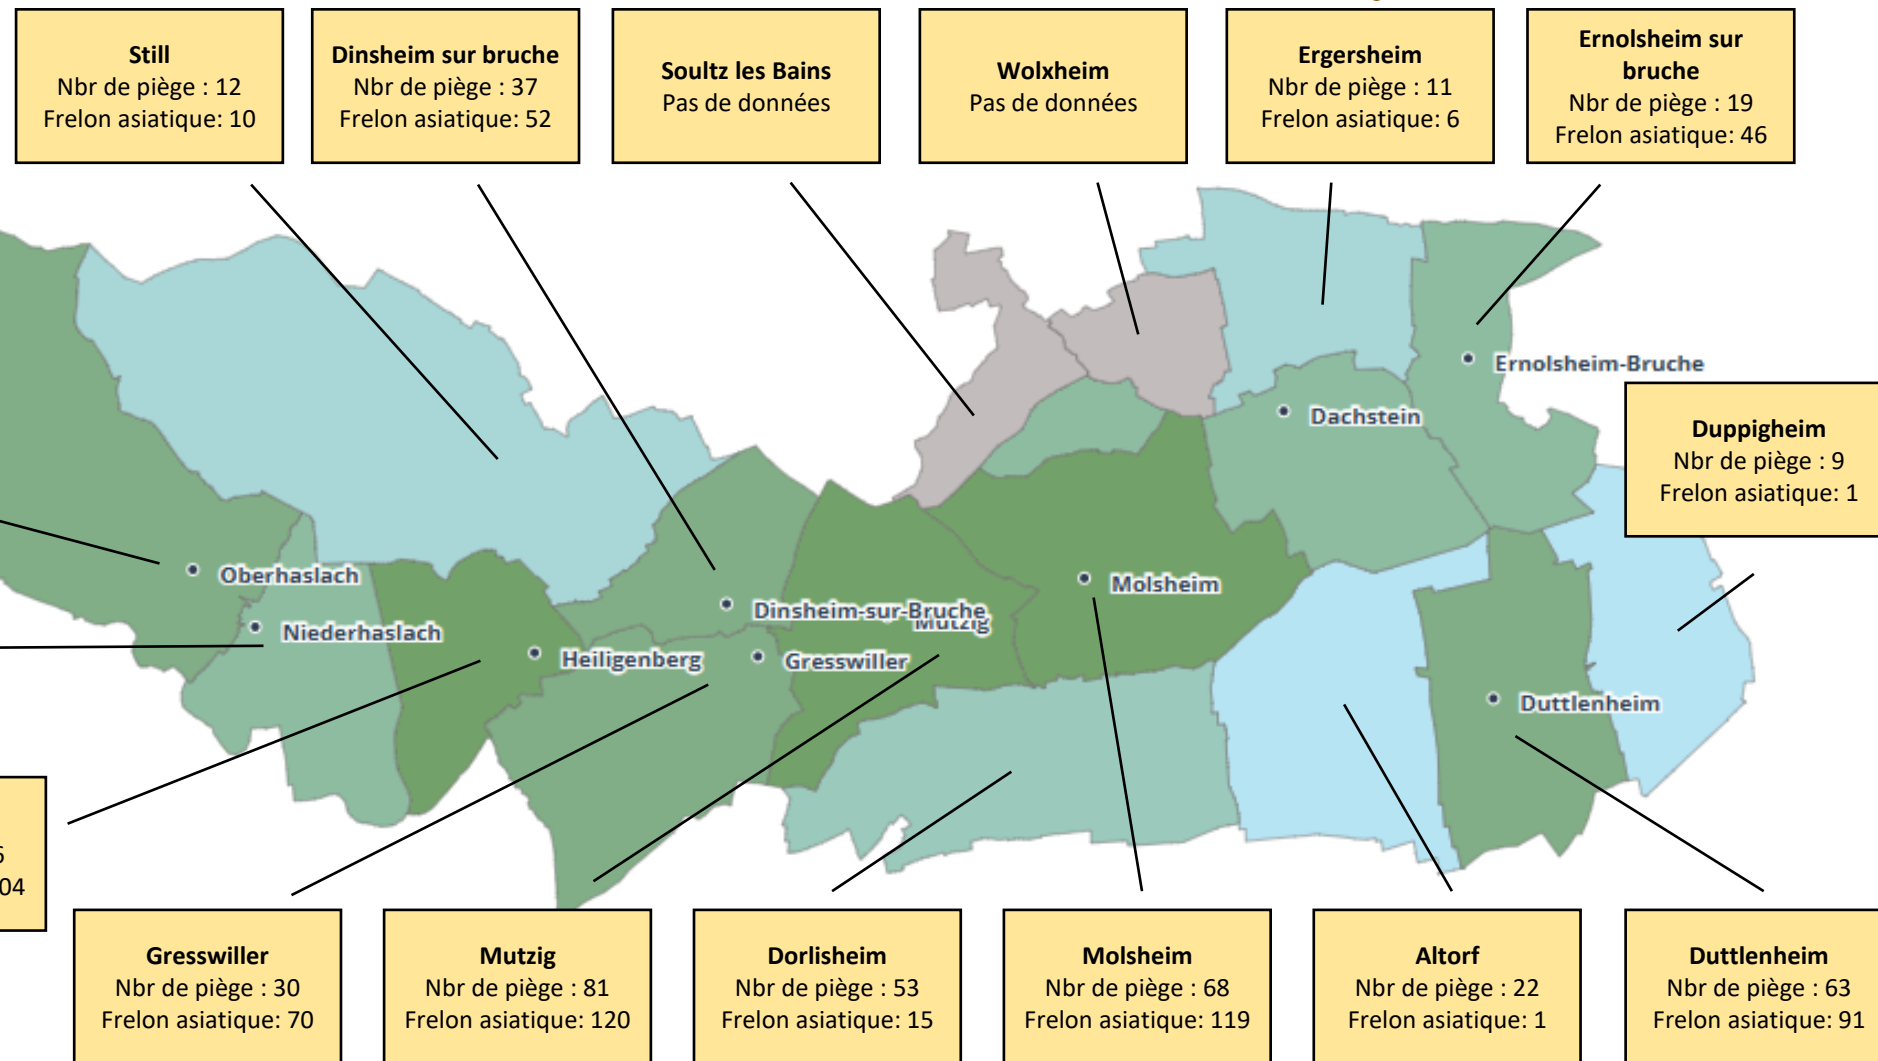 Still
Nbr de piège : 12
Frelon asiatique: 10
Dinsheim sur bruche
Nbr de piège : 37
Frelon asiatique: 52
Soultz les Bains
Pas de données
Wolxheim
Pas de données
Ergersheim
Nbr de piège : 11
Frelon asiatique: 6
Ernolsheim sur
bruche
Nbr de piège : 19
Frelon asiatique: 46
Ernolsheim-Bruche
Dachstein
Duppigheim
Nbr de piège : 9
Frelon asiatique: 1
Oberhaslach
Molsheim
Niederhaslach
Dinsheim-sur-Bruche
Mutzig
Heiligenberg
Gresswiller
Duttlenheim
6
04
Gresswiller
Nbr de piège : 30
Frelon asiatique: 70
Mutzig
Nbr de piège : 81
Frelon asiatique: 120
Dorlisheim
Nbr de piège : 53
Frelon asiatique: 15
Molsheim
Nbr de piège : 68
Frelon asiatique: 119
Altorf
Nbr de piège : 22
Frelon asiatique: 1
Duttlenheim
Nbr de piège : 63
Frelon asiatique: 91